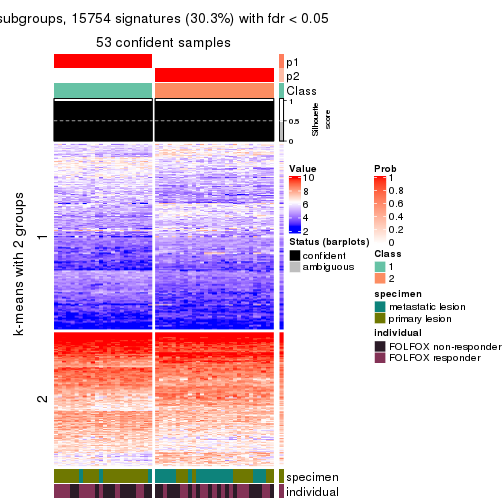 subgroups, 15754 signatures (30.3%) with fdr < 0.05
53 confident samples
p1
p2
Class
1
0.5
0
Silhouette
score
k-means with 2 groups
1
2
Value
10
8
6
4
2
Status (barplots)
confident
ambiguous
Prob
1
0.8
0.6
0.4
0.2
0
Class
1
2
specimen
metastatic lesion
primary lesion
individual
FOLFOX non-responder
FOLFOX responder
specimen
individual